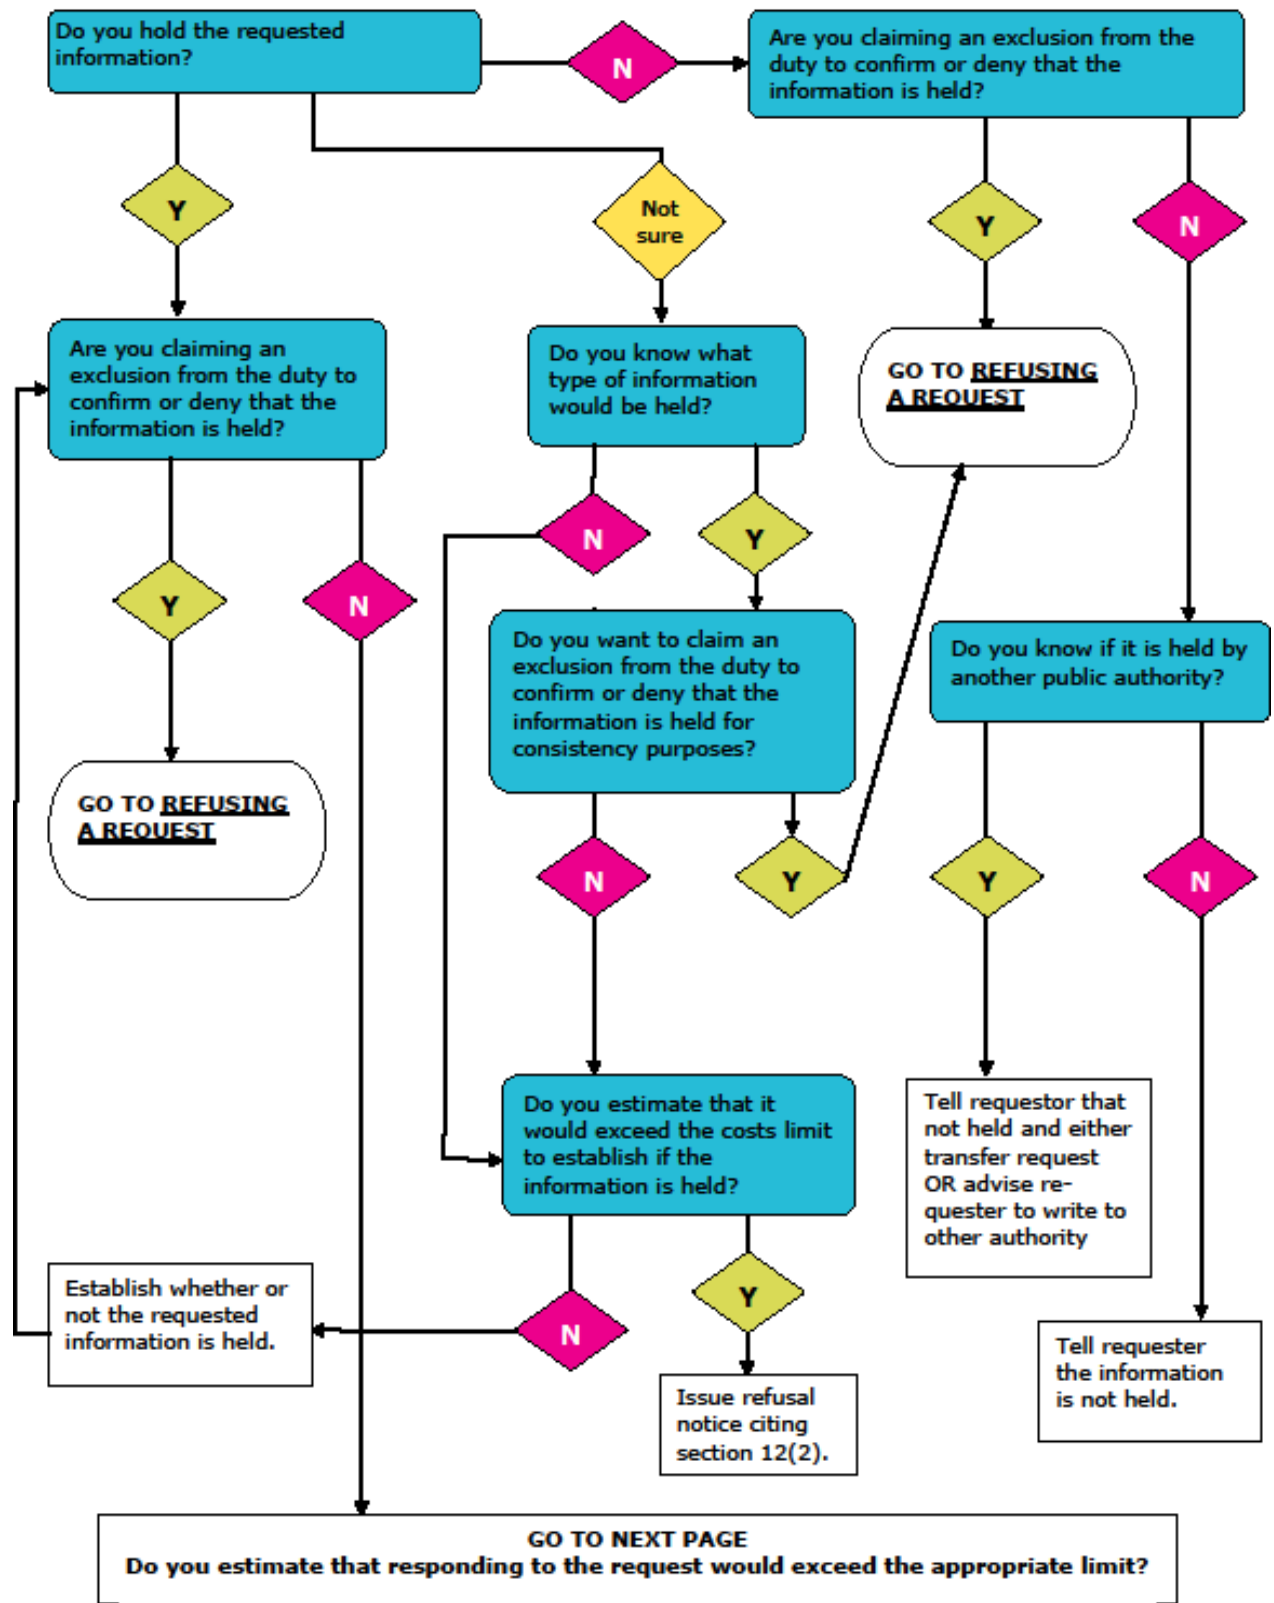 Do you hold the requested
information?
N
Are you claiming an exclusion from the
duty to confirm or deny that the
information is held?
Y
Not
sure
Y
N
Are you claiming an
exclusion from the duty to
confirm or deny that the
information is held?
Do you know what
type of information
would be held?
GO TO REFUSING
A REQUEST
N
Y
Y
N
Do you want to claim an
exclusion from the duty to
confirm or deny that the
information is held for
consistency purposes?
Do you know if it is held by
another public authority?
GO TO REFUSING
A REQUEST
N
Y
Y
N
Do you estimate that it
would exceed the costs limit
to establish if the
information is held?
Tell requestor that
not held and either
transfer request
OR advise re-
quester to write to
other authority
Establish whether or
not the requested
information is held.
N
Y
Tell requester
the information
is not held.
Issue refusal
notice citing
section 12(2).
GO TO NEXT PAGE
Do you estimate that responding to the request would exceed the appropriate limit?